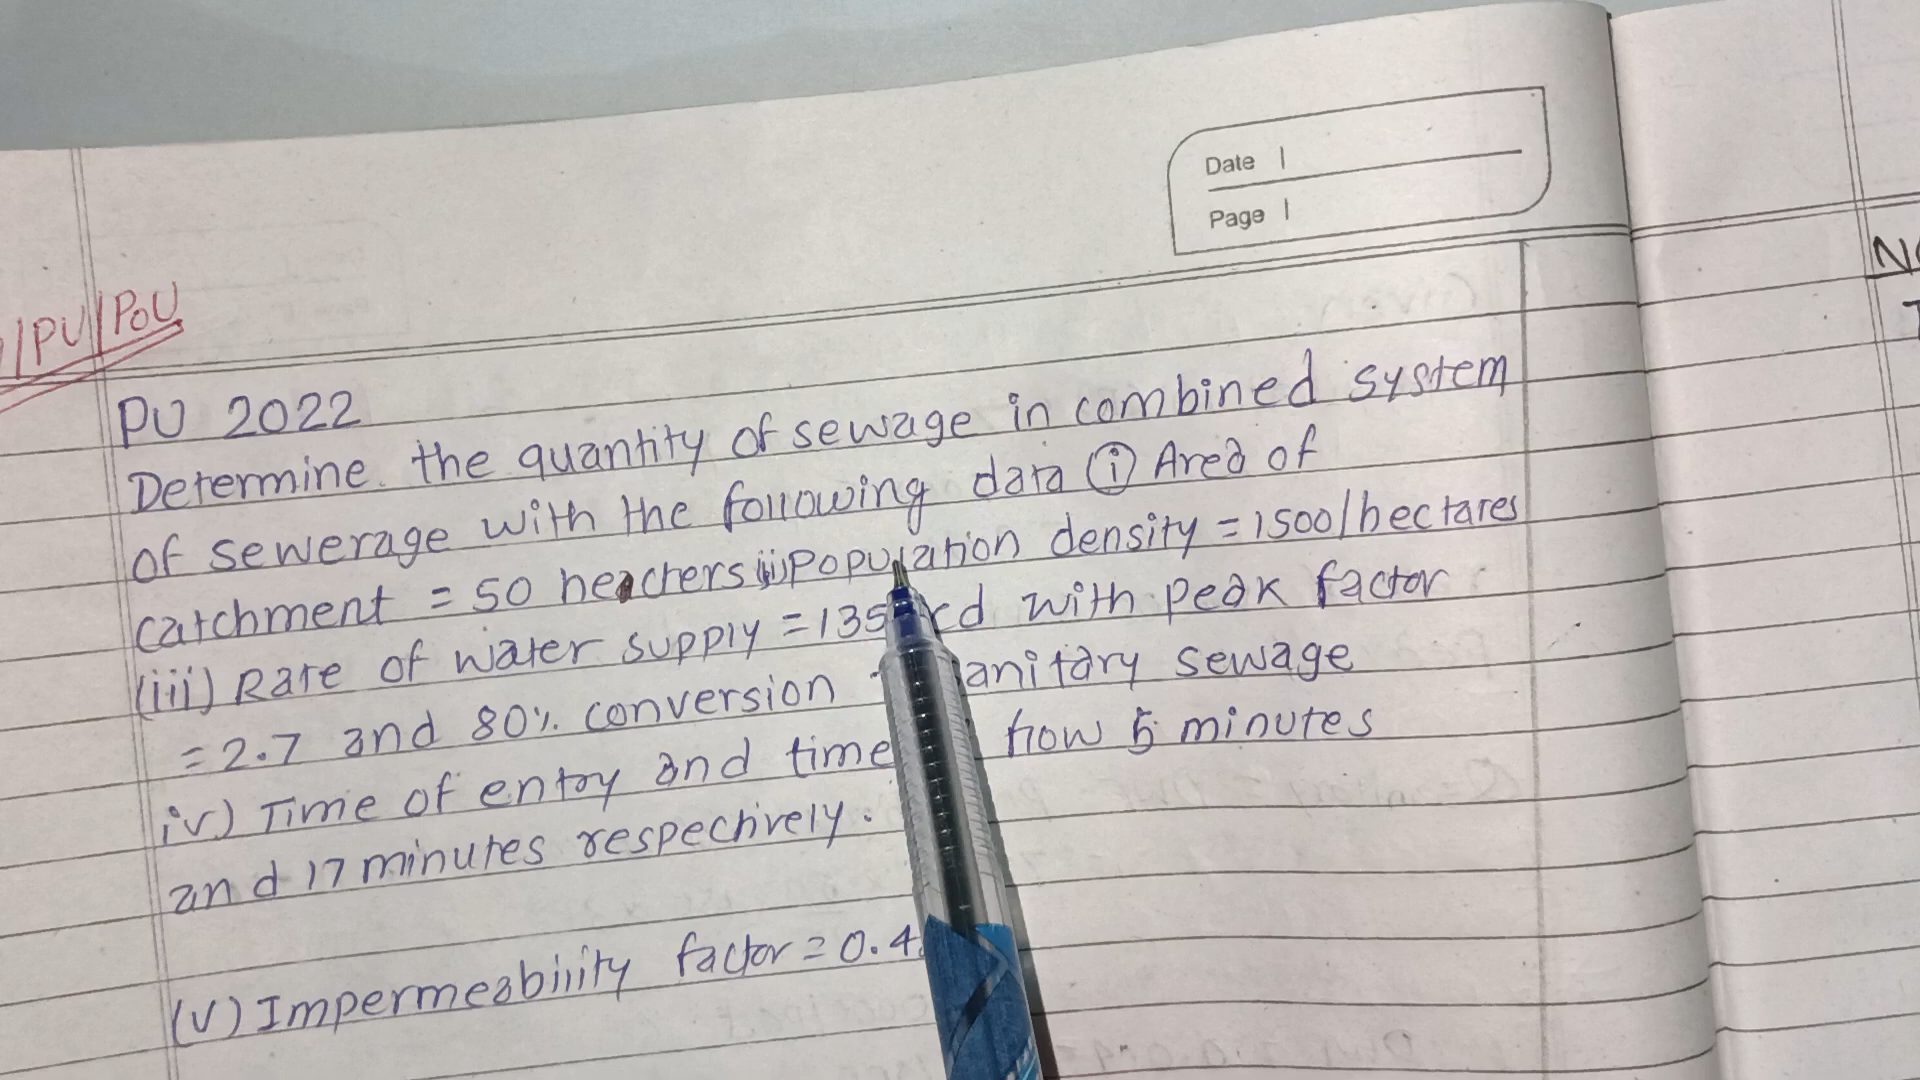 Date
Page
/PU/POU
PU 2022
Determine the quantity of sewage in combined system
of sewerage with the following data (i) Area of
catchment = 50 heacters (ii) population density = 1500/hectares
(iii) Rate of water supply = 135 cd with peak factor
= 2.7 and 80% conversion anitary sewage
iv) Time of entry and time flow 5 minutes
and 17 minutes respectively.
(v) Impermeability factor = 0.4